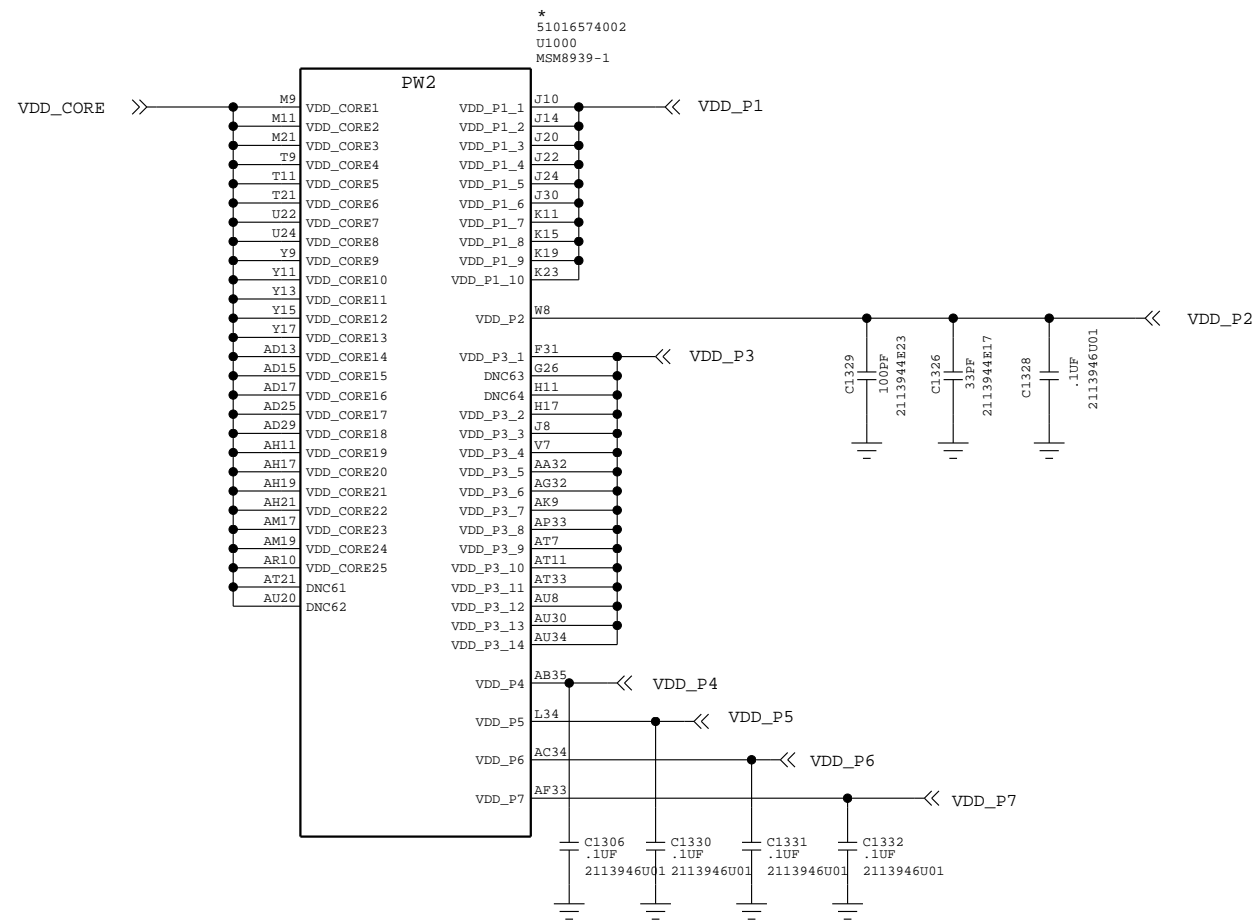 *
51016574002
U1000
MSM8939-1
PW2
VDD_CORE
M9 VDD_CORE1
M11 VDD_CORE2
M21 VDD_CORE3
T9 VDD_CORE4
T11 VDD_CORE5
T21 VDD_CORE6
U22 VDD_CORE7
U24 VDD_CORE8
Y9 VDD_CORE9
Y11 VDD_CORE10
Y13 VDD_CORE11
Y15 VDD_CORE12
Y17 VDD_CORE13
AD13 VDD_CORE14
AD15 VDD_CORE15
AD17 VDD_CORE16
AD25 VDD_CORE17
AD29 VDD_CORE18
AH11 VDD_CORE19
AH17 VDD_CORE20
AH19 VDD_CORE21
AH21 VDD_CORE22
AM17 VDD_CORE23
AM19 VDD_CORE24
AR10 VDD_CORE25
AT21 DNC61
AU20 DNC62
VDD_P1_1 J10 VDD_P1
VDD_P1_2 J14
VDD_P1_3 J20
VDD_P1_4 J22
VDD_P1_5 J24
VDD_P1_6 J30
VDD_P1_7 K11
VDD_P1_8 K15
VDD_P1_9 K19
VDD_P1_10 K23
VDD_P2 W8 VDD_P2
C1329
100PF
2113944E23
C1326
33PF
2113944E17
C1328
.1UF
2113946U01
VDD_P3_1 F31 VDD_P3
DNC63 G26
DNC64 H11
VDD_P3_2 H17
VDD_P3_3 J8
VDD_P3_4 V7
VDD_P3_5 AA32
VDD_P3_6 AG32
VDD_P3_7 AK9
VDD_P3_8 AP33
VDD_P3_9 AT7
VDD_P3_10 AT11
VDD_P3_11 AT33
VDD_P3_12 AU8
VDD_P3_13 AU30
VDD_P3_14 AU34
VDD_P4 AB35 VDD_P4
VDD_P5 L34 VDD_P5
VDD_P6 AC34 VDD_P6
VDD_P7 AF33 VDD_P7
C1306
.1UF
2113946U01
C1330
.1UF
2113946U01
C1331
.1UF
2113946U01
C1332
.1UF
2113946U01